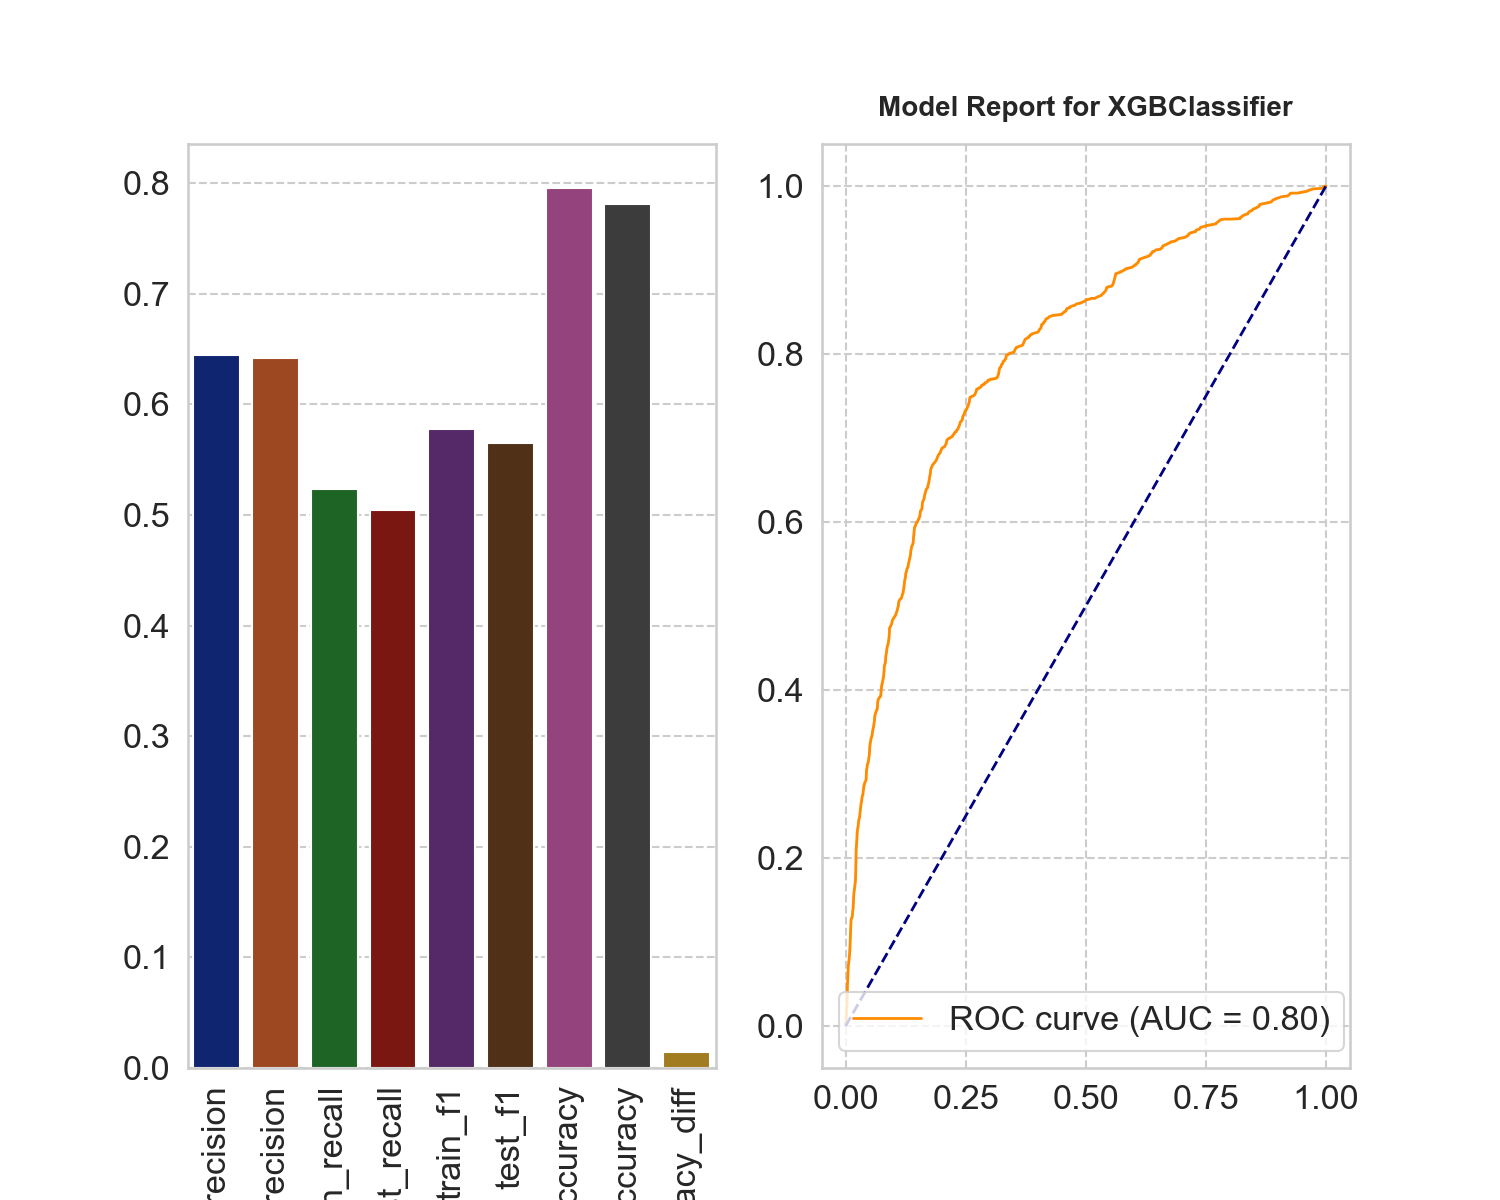 Model Report for XGBClassifier
0.8
0.7
0.6
0.5
0.4
0.3
0.2
0.1
0.0
recision
recision
n_recall
t_recall
train_f1
test_f1
ccuracy
ccuracy
acy_diff
1.0
0.8
0.6
0.4
0.2
0.0
ROC curve (AUC = 0.80)
0.00 0.25 0.50 0.75 1.00